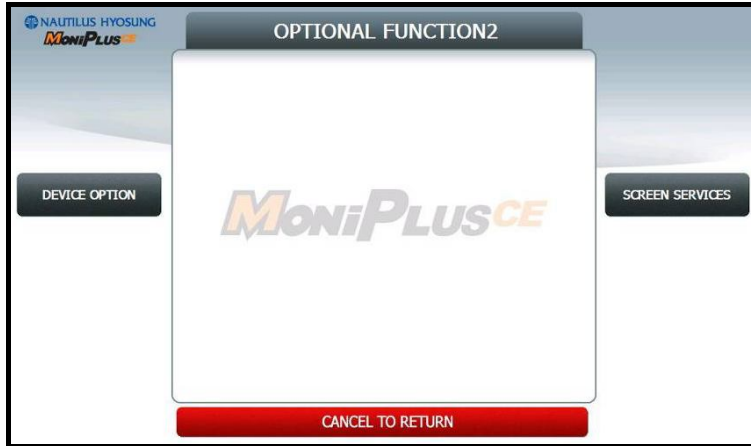 NAUTILUS HYOSUNG
MoniPlusCE
OPTIONAL FUNCTION2
DEVICE OPTION
MoniPlusCE
SCREEN SERVICES
CANCEL TO RETURN